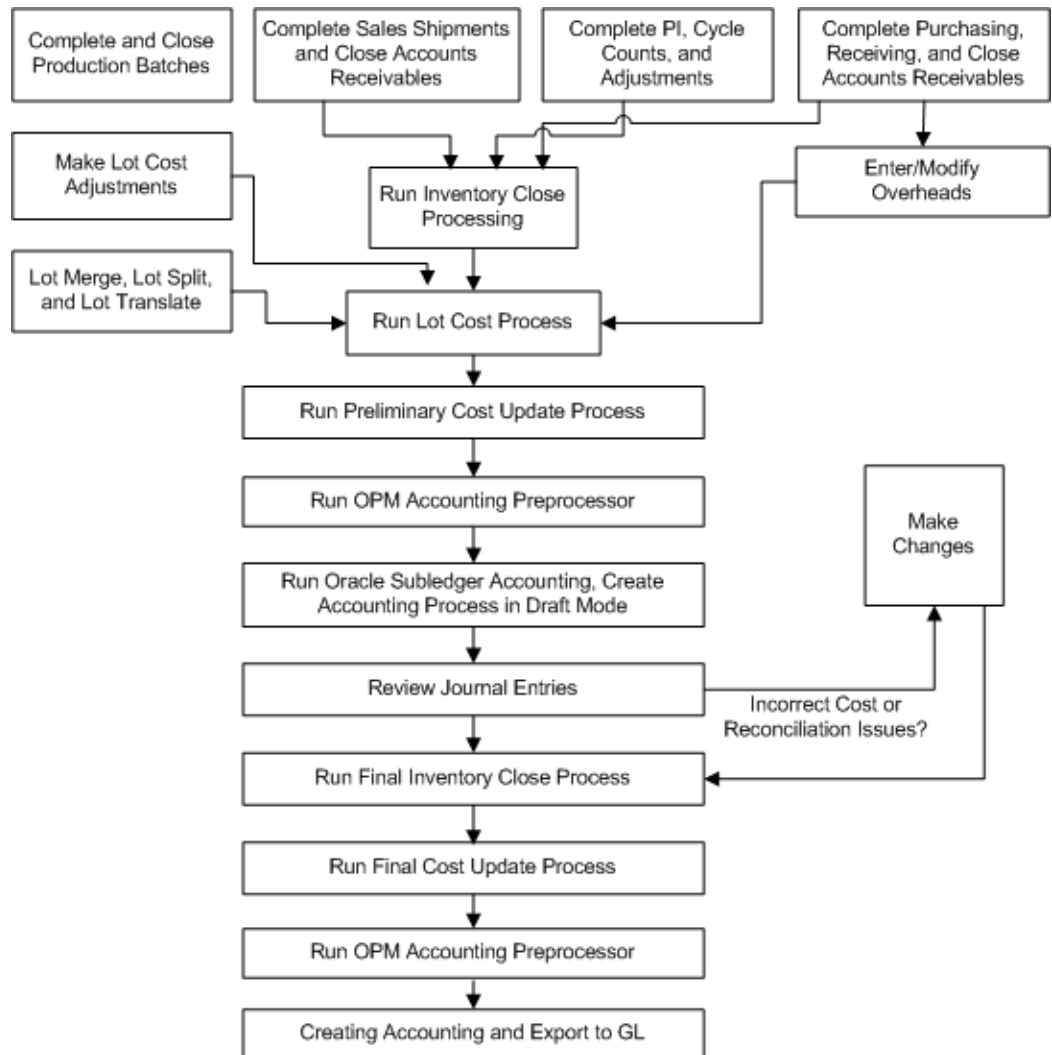 Complete and Close
Production Batches
Complete Sales Shipments
and Close Accounts
Receivables
Complete PI, Cycle
Counts, and
Adjustments
Complete Purchasing,
Receiving, and Close
Accounts Receivables
Make Lot Cost
Adjustments
Run Inventory Close
Processing
Enter/Modify
Overheads
Lot Merge, Lot Split,
and Lot Translate
Run Lot Cost Process
Run Preliminary Cost Update Process
Run OPM Accounting Preprocessor
Make
Changes
Run Oracle Subledger Accounting, Create
Accounting Process in Draft Mode
Review Journal Entries
Incorrect Cost or
Reconciliation Issues?
Run Final Inventory Close Process
Run Final Cost Update Process
Run OPM Accounting Preprocessor
Creating Accounting and Export to GL